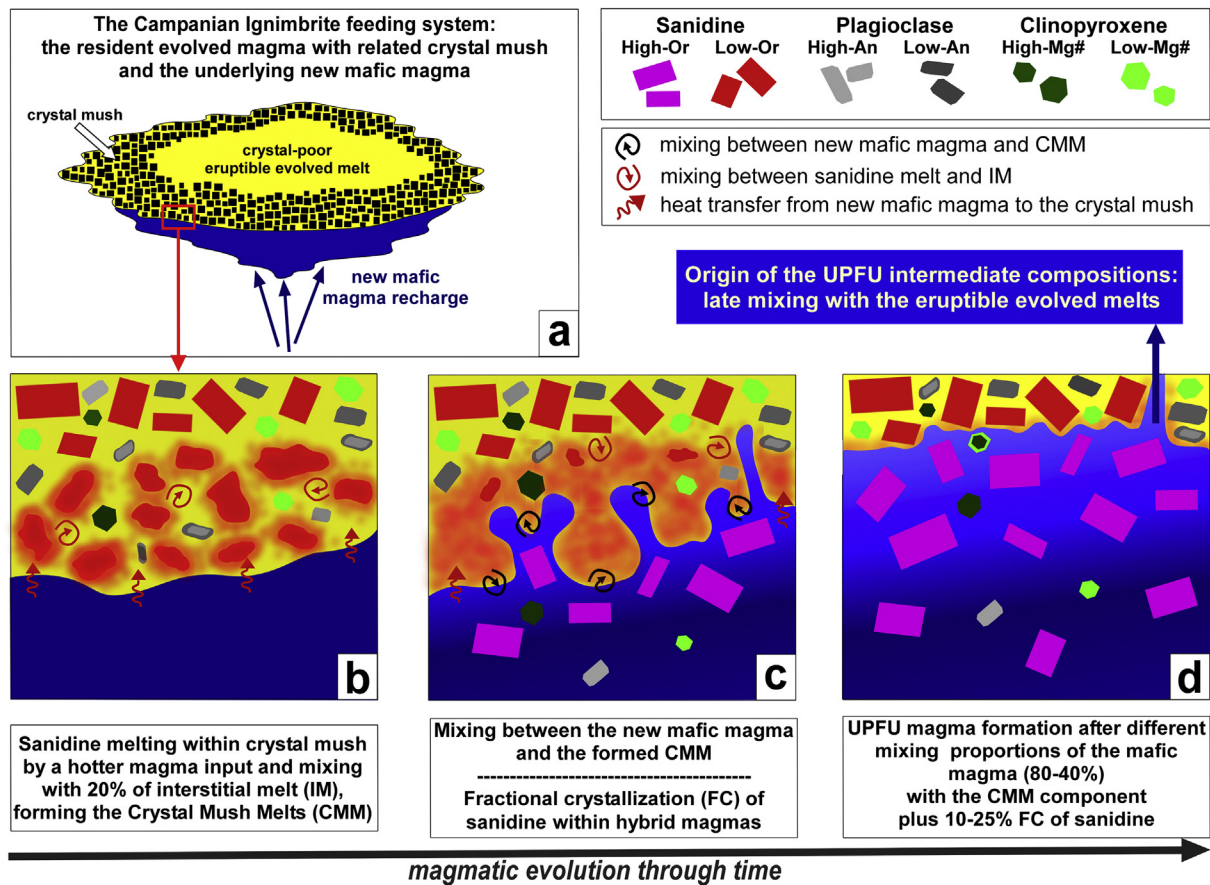 The Campanian Ignimbrite feeding system:
the resident evolved magma with related crystal mush
and the underlying new mafic magma
crystal mush
crystal-poor
eruptible evolved melt
new mafic
magma recharge
a
Sanidine
High-Or Low-Or
Plagioclase
High-An Low-An
Clinopyroxene
High-Mg# Low-Mg#
mixing between new mafic magma and CMM
mixing between sanidine melt and IM
heat transfer from new mafic magma to the crystal mush
Origin of the UPFU intermediate compositions:
late mixing with the eruptible evolved melts
b
c
d
Sanidine melting within crystal mush
by a hotter magma input and mixing
with 20% of interstitial melt (IM),
forming the Crystal Mush Melts (CMM)
Mixing between the new mafic magma
and the formed CMM
--------------------------------------------------
Fractional crystallization (FC) of
sanidine within hybrid magmas
UPFU magma formation after different
mixing proportions of the mafic
magma (80-40%)
with the CMM component
plus 10-25% FC of sanidine
magmatic evolution through time